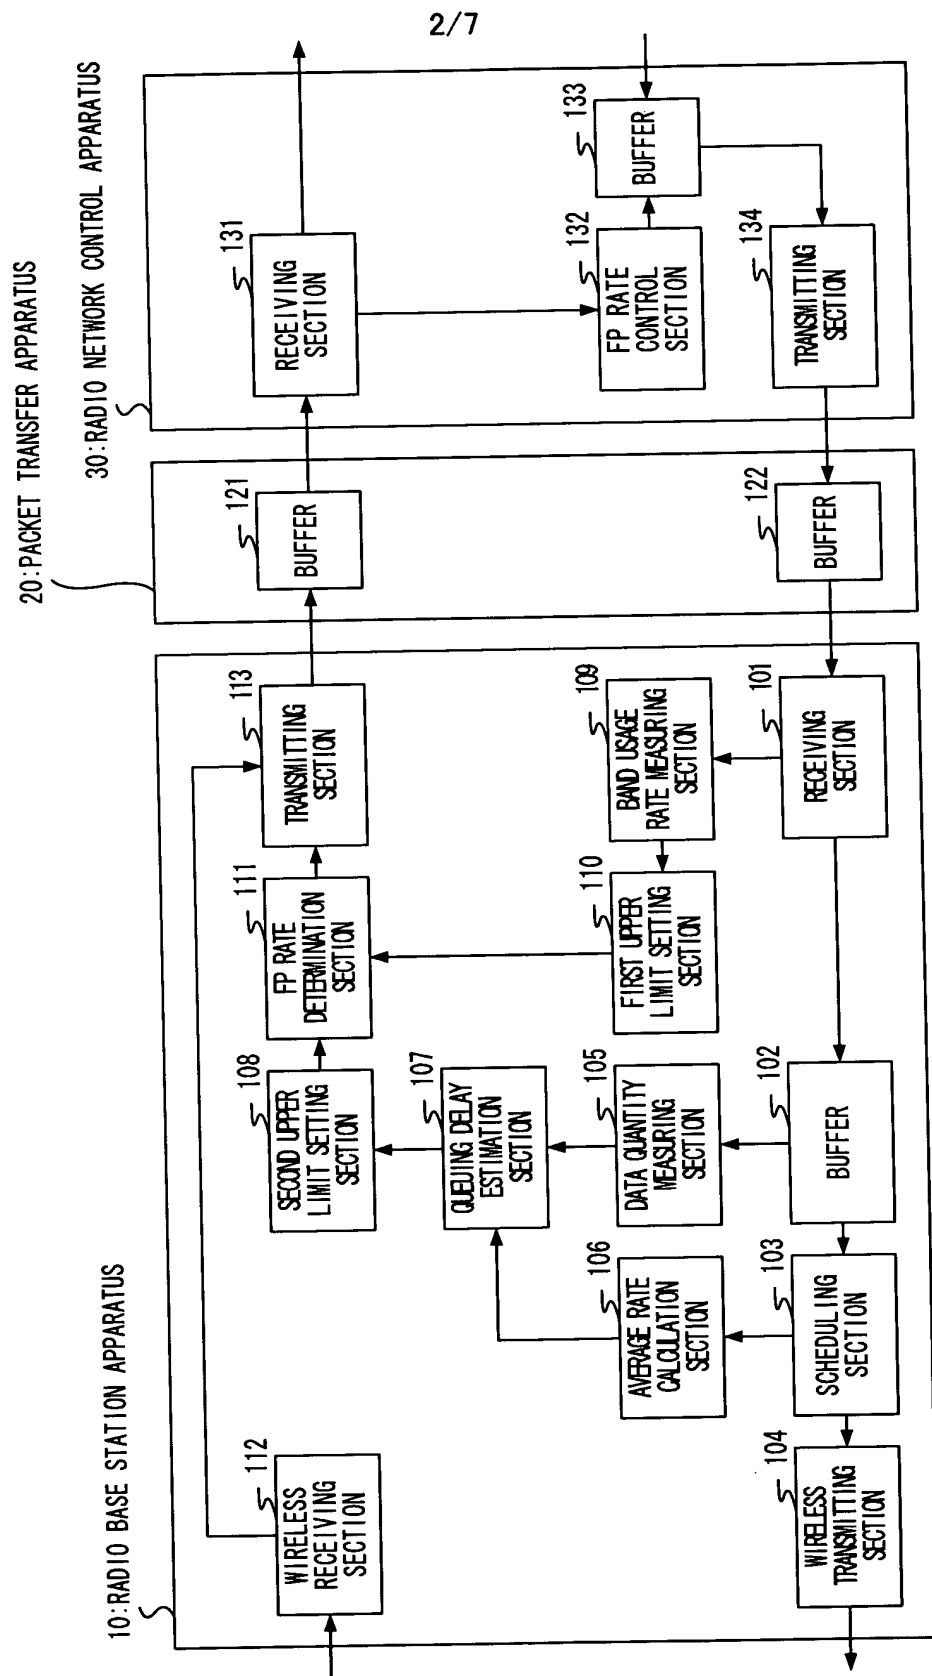 2/7
10:RADIO BASE STATION APPARATUS
20:PACKET TRANSFER APPARATUS
30:RADIO NETWORK CONTROL APPARATUS
112
WIRELESS
RECEIVING
SECTION
108
SECOND UPPER
LIMIT SETTING
SECTION
111
FP RATE
DETERMINATION
SECTION
113
TRANSMITTING
SECTION
121
BUFFER
131
RECEIVING
SECTION
107
QUEUING DELAY
ESTIMATION
SECTION
106
AVERAGE RATE
CALCULATION
SECTION
105
DATA QUANTITY
MEASURING
SECTION
110
FIRST UPPER
LIMIT SETTING
SECTION
109
BAND USAGE
RATE MEASURING
SECTION
132
FP RATE
CONTROL
SECTION
133
BUFFER
104
WIRELESS
TRANSMITTING
SECTION
103
SCHEDULING
SECTION
102
BUFFER
101
RECEIVING
SECTION
122
BUFFER
134
TRANSMITTING
SECTION